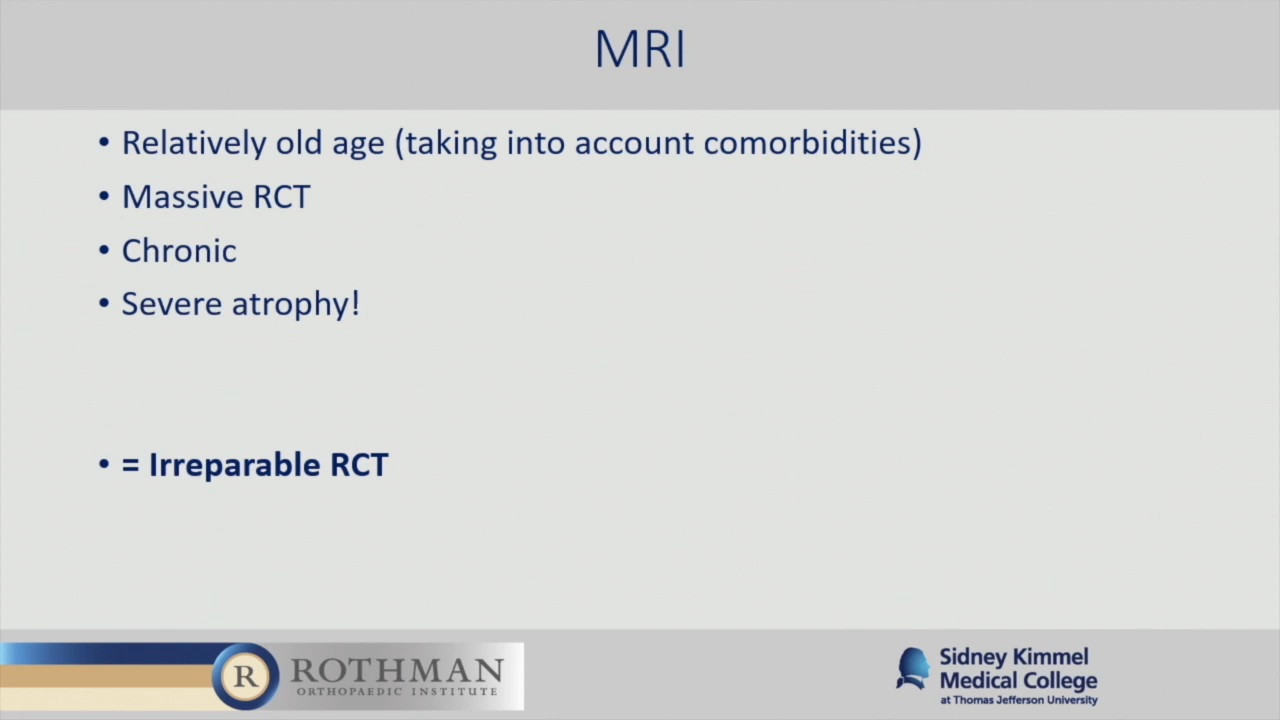 MRI
• Relatively old age (taking into account comorbidities)
• Massive RCT
• Chronic
• Severe atrophy!
• = Irreparable RCT
R
ROTHMAN
ORTHOPAEDIC INSTITUTE
Sidney Kimmel
Medical College
at Thomas Jefferson University